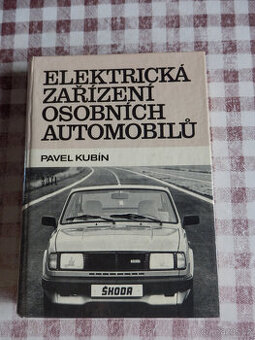 ELEKTRICKÁ
ZAŘÍZENÍ
OSOBNÍCH
AUTOMOBILŮ
PAVEL KUBÍN
ŠKODA